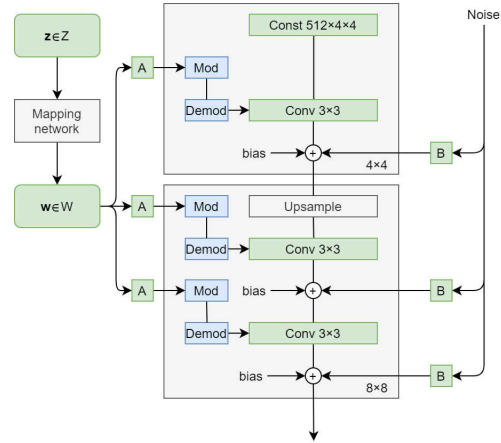 z∈Z
Noise
Const 512×4×4
A
Mod
Mapping
network
Demod
Conv 3×3
bias
+
B
4×4
w∈W
A
Mod
Upsample
Demod
Conv 3×3
A
Mod
bias
+
B
Demod
Conv 3×3
bias
+
B
8×8